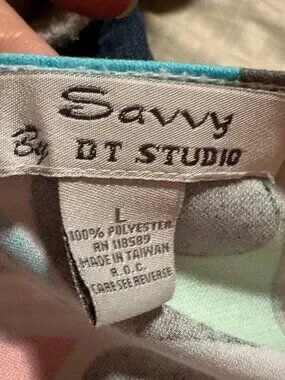 Savvy
By DT STUDIO
L
100% POLYESTER
RN 118589
MADE IN TAIWAN
R.O.C.
CARE SEE REVERSE